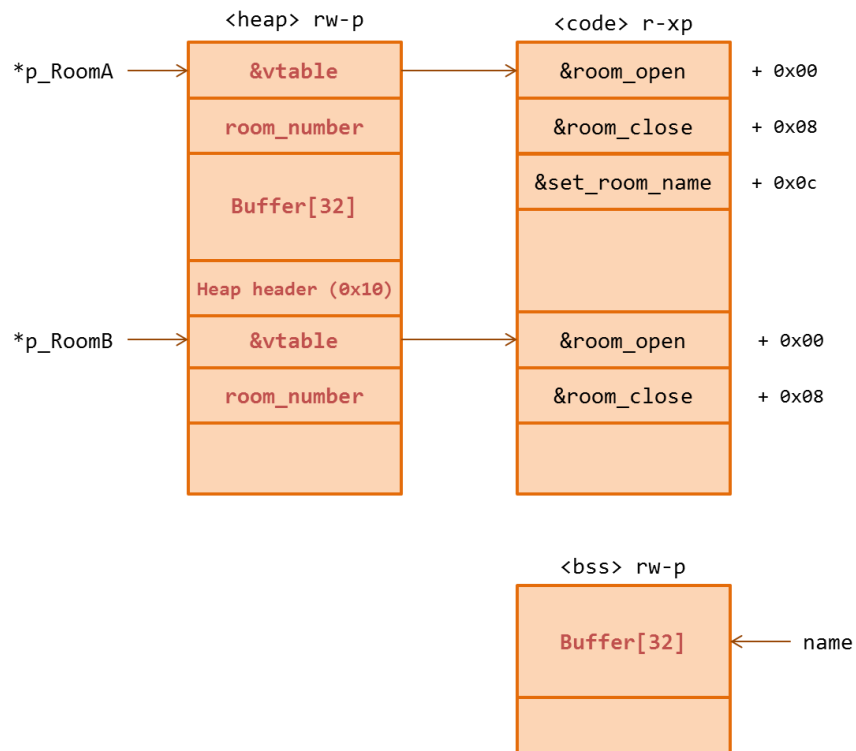 <heap> rw-p
<code> r-xp
*p_RoomA
&vtable
&room_open
+ 0x00
room_number
&room_close
+ 0x08
Buffer[32]
&set_room_name
+ 0x0c
Heap header (0x10)
*p_RoomB
&vtable
&room_open
+ 0x00
room_number
&room_close
+ 0x08
<bss> rw-p
Buffer[32]
name